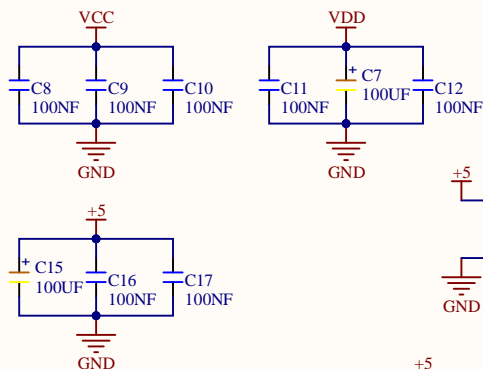 VCC
VDD
C8
100NF
C9
100NF
C10
100NF
C11
100NF
+
C7
100UF
C12
100NF
GND
GND
+5
+5
+
C15
100UF
C16
100NF
C17
100NF
GND
GND
+5